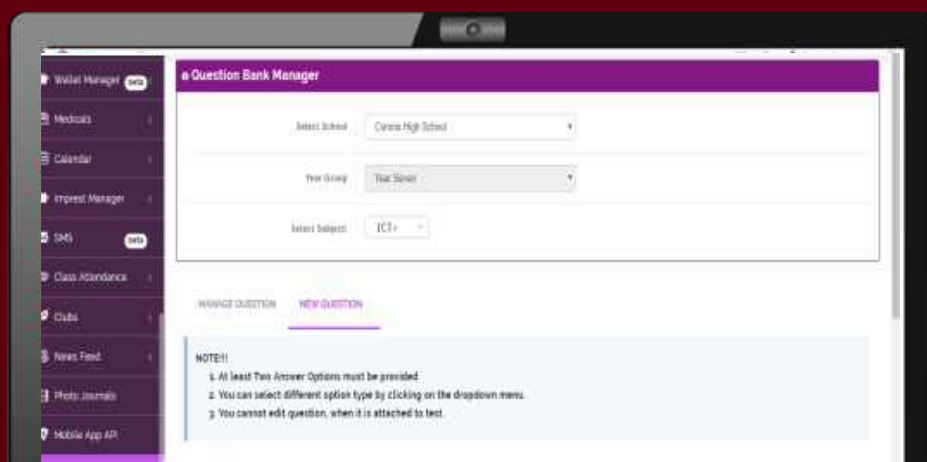 Wallet Manager beta
Medicals
Calendar
Imprest Manager
SMS beta
Class Attendance
Clubs
News Feed
Photo Journals
Mobile App API
Question Bank Manager
Select School Corona High School
Year Group Year Seven
Select Subject ICT
MANAGE QUESTION NEW QUESTION
NOTE!!!
1. At least Two Answer Options must be provided
2. You can select different option type by clicking on the dropdown menu.
3. You cannot edit question, when it is attached to test.